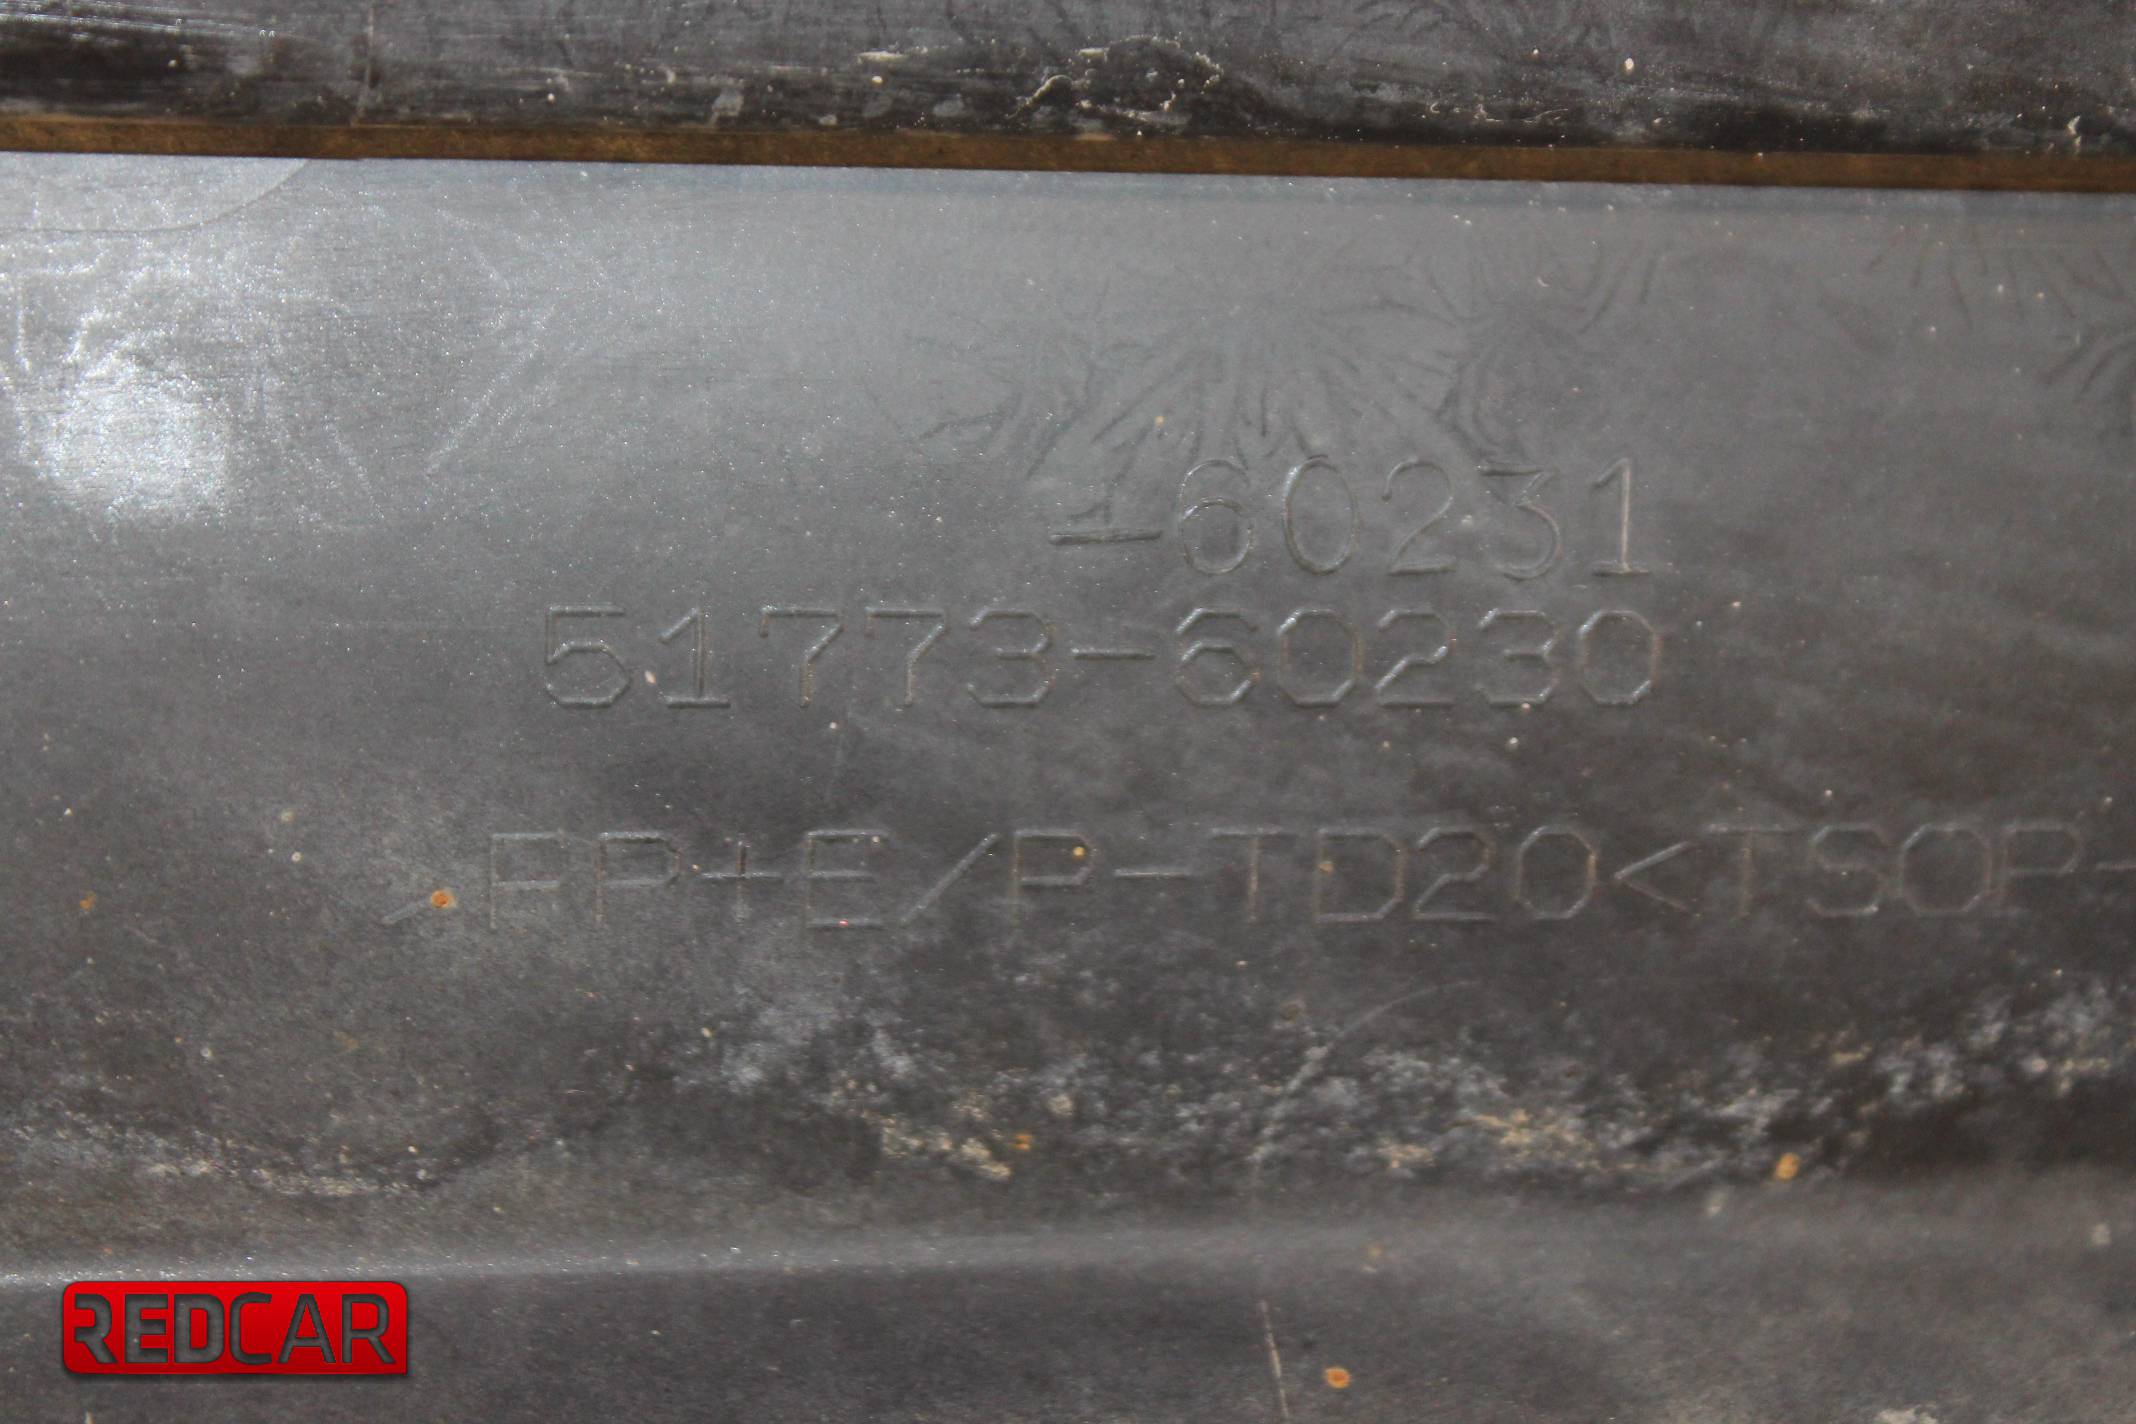 -60231
51773-60230
>PP+E/P-TD20<TSOP-
REDCAR